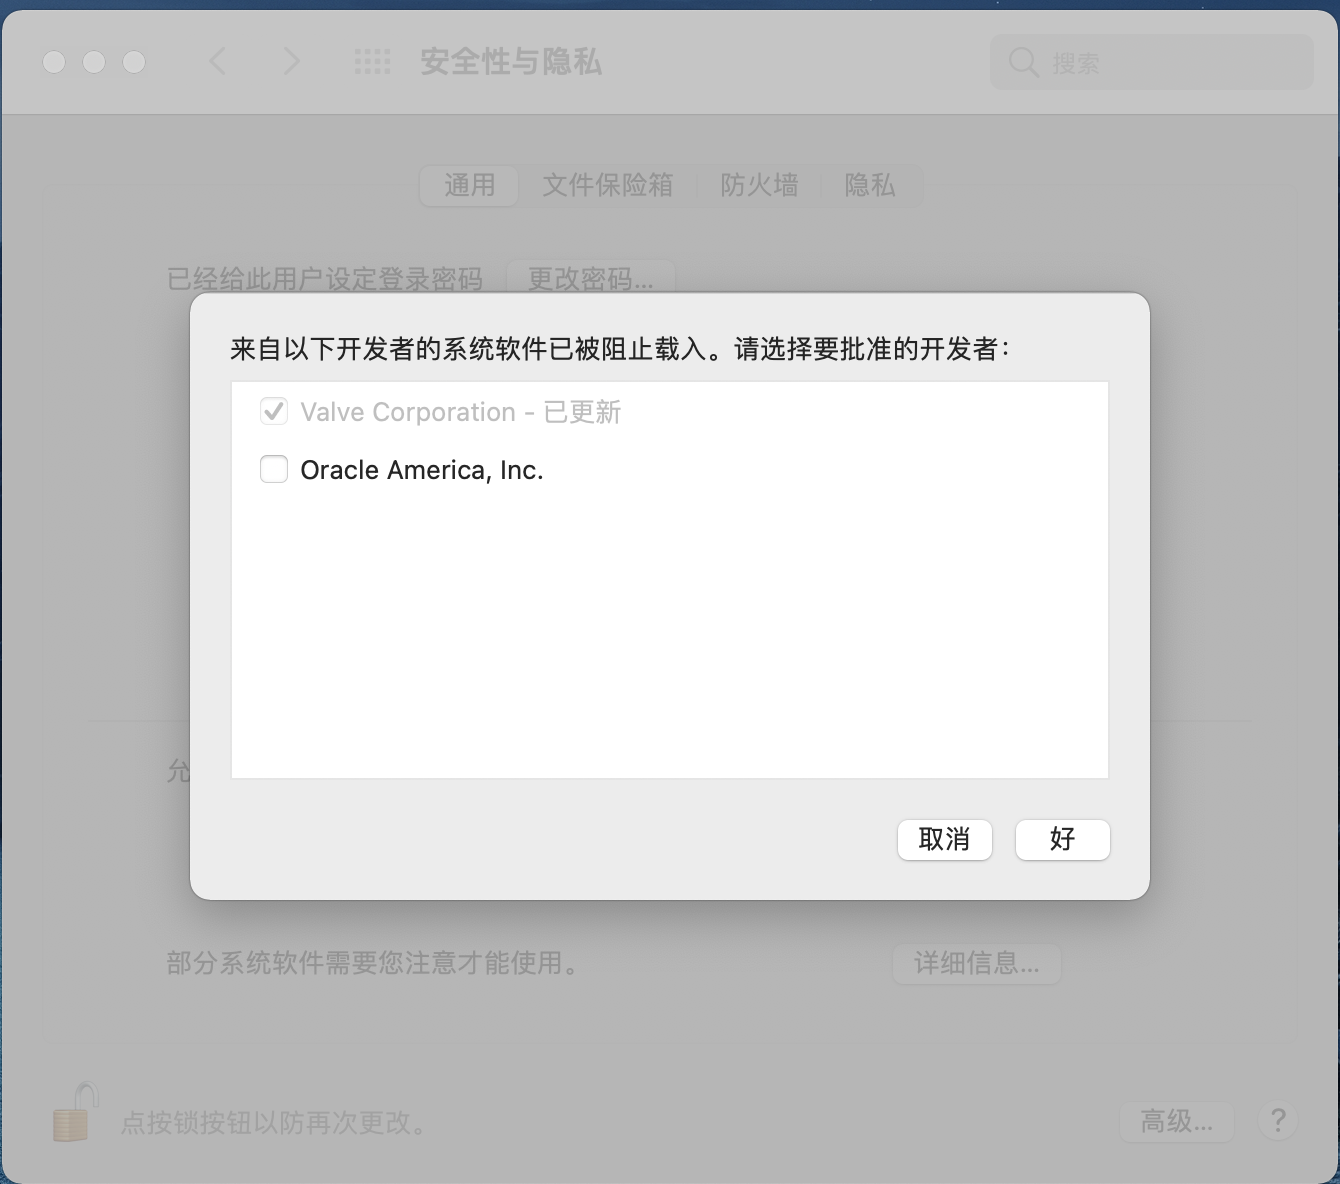 安全性与隐私
搜索
通用 文件保险箱 防火墙 隐私
已经给此用户设定登录密码 更改密码...
来自以下开发者的系统软件已被阻止载入。请选择要批准的开发者：
Valve Corporation - 已更新
Oracle America, Inc.
允
取消 好
部分系统软件需要您注意才能使用。 详细信息...
点按锁按钮以防再次更改。 高级... ?